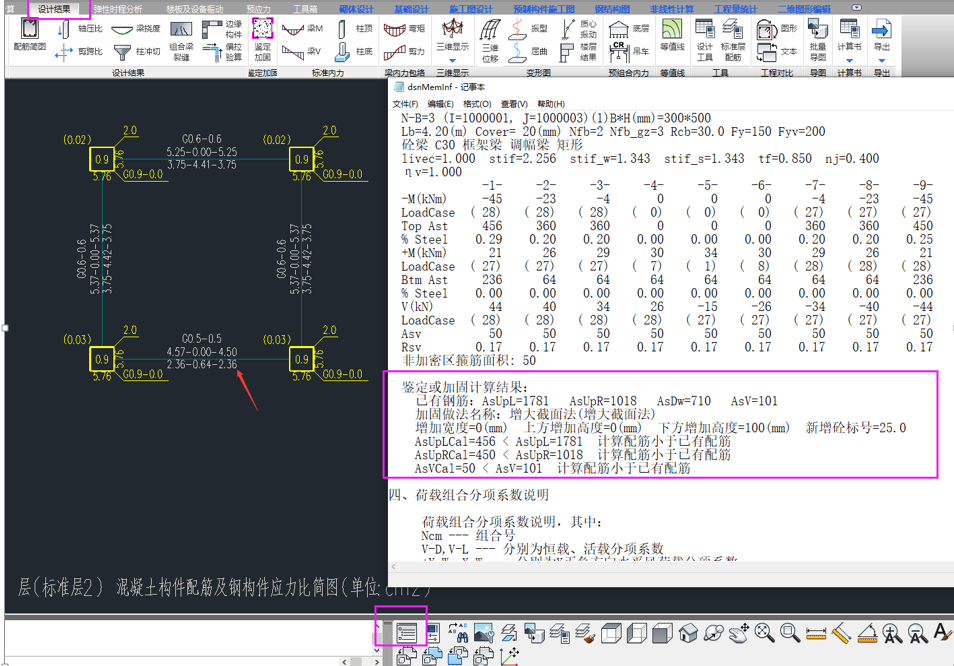 算 设计结果 弹性时程分析 楼板及设备振动 预应力 工具箱 砌体设计 基础设计 施工图设计 预制构件施工图 钢结构图 非线性计算 工程量统计 二维图形编辑
配筋简图 轴压比 梁挠度 组合梁裂缝 边缘构件 鉴定加固 梁M 柱顶 弯矩 三维显示 三维位移 振型 质心振动 底层 等值线 设计工具 标准层配筋 图形 批量导图 计算书 导出
剪跨比 柱冲切 偏拉验算 梁V 柱底 剪力 屈曲 楼层结果 吊车 文本
设计结果 鉴定加固 标准内力 梁内力包络 三维显示 变形图 预组合内力 等值线 工具 工程对比 导图 计算书 导出
dsnMemInf - 记事本
文件(F) 编辑(E) 格式(O) 查看(V) 帮助(H)
N-B=3 (I=1000001, J=1000003)(1)B*H(mm)=300*500
Lb=4.20(m) Cover= 20(mm) Nfb=2 Nfb_gz=3 Rcb=30.0 Fy=150 Fyv=200
砼梁 C30 框架梁 调幅梁 矩形
livec=1.000 stif=2.256 stif_w=1.343 stif_s=1.343 tf=0.850 nj=0.400
ηv=1.000
-1- -2- -3- -4- -5- -6- -7- -8- -9-
-M(kNm) -45 -23 -4 0 0 0 -4 -23 -45
LoadCase ( 28) ( 28) ( 28) ( 0) ( 0) ( 0) ( 27) ( 27) ( 27)
Top Ast 456 360 360 0 0 0 360 360 450
% Steel 0.29 0.20 0.20 0.00 0.00 0.00 0.20 0.20 0.25
+M(kNm) 21 26 29 30 34 30 29 26 21
LoadCase ( 27) ( 27) ( 27) ( 7) ( 1) ( 8) ( 28) ( 28) ( 28)
Btm Ast 236 64 64 64 64 64 64 64 236
% Steel 0.00 0.00 0.00 0.00 0.00 0.00 0.00 0.00 0.00
V(kN) 44 40 34 26 -15 -26 -34 -40 -44
LoadCase ( 28) ( 28) ( 28) ( 28) ( 27) ( 27) ( 27) ( 27) ( 27)
Asv 50 50 50 50 50 50 50 50 50
Rsv 0.17 0.17 0.17 0.17 0.17 0.17 0.17 0.17 0.17
非加密区箍筋面积: 50
鉴定或加固计算结果:
已有钢筋: AsUpL=1781 AsUpR=1018 AsDw=710 AsV=101
加固做法名称: 增大截面法(增大截面法)
增加宽度=0(mm) 上方增加高度=0(mm) 下方增加高度=100(mm) 新增砼标号=25.0
AsUpLCal=456 < AsUpL=1781 计算配筋小于已有配筋
AsUpRCal=450 < AsUpR=1018 计算配筋小于已有配筋
AsVCal=50 < AsV=101 计算配筋小于已有配筋
四、荷载组合分项系数说明
荷载组合分项系数说明，其中:
Ncm --- 组合号
V-D,V-L --- 分别为恒载、活载分项系数
(0.02) 2.0 G0.6-0.6 (0.02) 2.0
5.25-0.00-5.25
0.9 5.76 3.75-4.41-3.75 0.9 5.76
5.76 G0.9-0.0 5.76 G0.9-0.0
G0.6-0.6
5.37-0.00-5.37
3.75-4.42-3.75
G0.6-0.6
5.37-0.00-5.37
3.75-4.42-3.75
(0.03) 2.0 G0.5-0.5 (0.03) 2.0
4.57-0.00-4.50
0.9 5.76 2.36-0.64-2.36 0.9 5.76
5.76 G0.9-0.0 5.76 G0.9-0.0
层(标准层2) 混凝土构件配筋及钢构件应力比简图(单位:cm2)